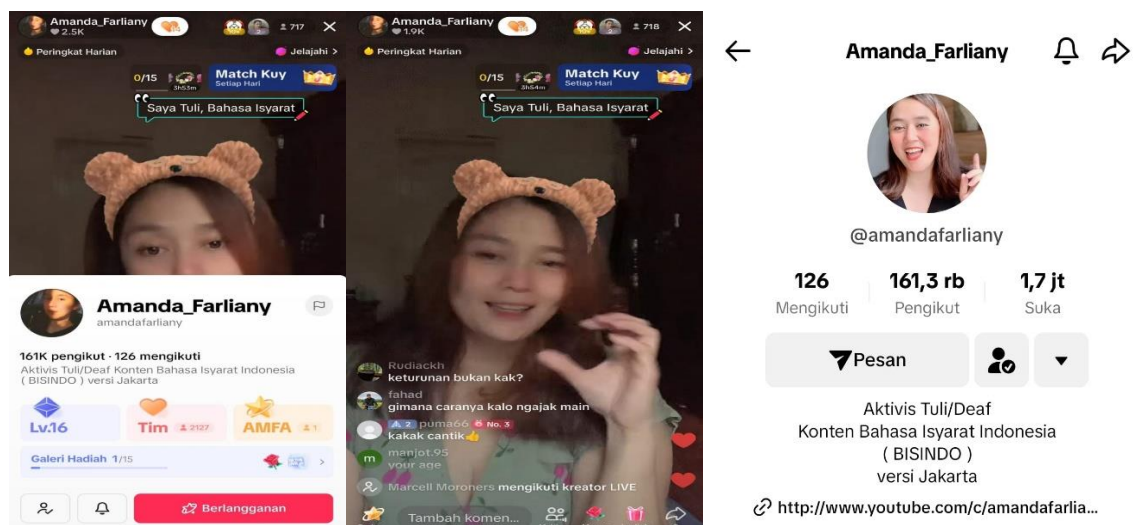 Amanda_Farliany
2.5K
717
Peringkat Harian
Jelajahi >
0/15
3h53m
Match Kuy
Setiap Hari
Saya Tuli, Bahasa Isyarat
Amanda_Farliany
amandafarliany
161K pengikut · 126 mengikuti
Aktivis Tuli/Deaf Konten Bahasa Isyarat Indonesia
( BISINDO ) versi Jakarta
Lv.16
Tim 2127
AMFA 1
Galeri Hadiah 1/15
Berlangganan
Amanda_Farliany
1.9K
718
Peringkat Harian
Jelajahi >
0/15
3h54m
Match Kuy
Setiap Hari
Saya Tuli, Bahasa Isyarat
Rudiackh
keturunan bukan kak?
fahad
gimana caranya kalo ngajak main
2 puma66 No. 3
kakak cantik👍
m
manjot.95
your age
Marcell Moroners mengikuti kreator LIVE
Tambah komen...
Amanda_Farliany
@amandafarliany
126
Mengikuti
161,3 rb
Pengikut
1,7 jt
Suka
Pesan
Aktivis Tuli/Deaf
Konten Bahasa Isyarat Indonesia
( BISINDO )
versi Jakarta
http://www.youtube.com/c/amandafarlia...